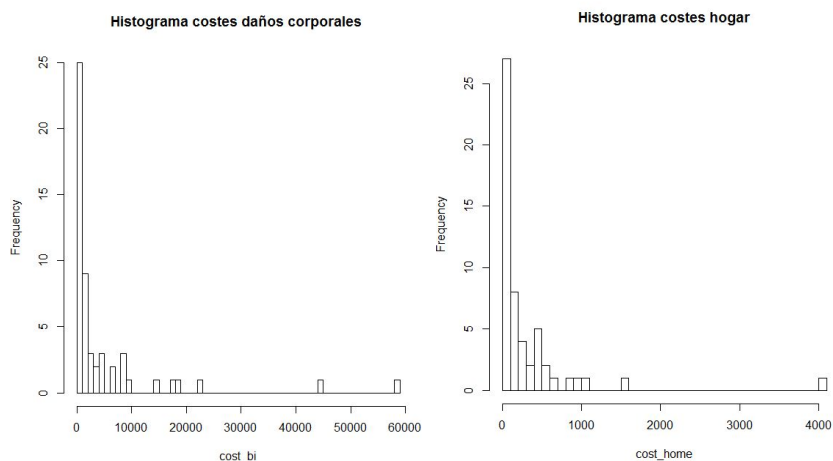 Histograma costes daños corporales
Frequency
25
20
15
10
5
0
0 10000 20000 30000 40000 50000 60000
cost_bi
Histograma costes hogar
Frequency
25
20
15
10
5
0
0 1000 2000 3000 4000
cost_home